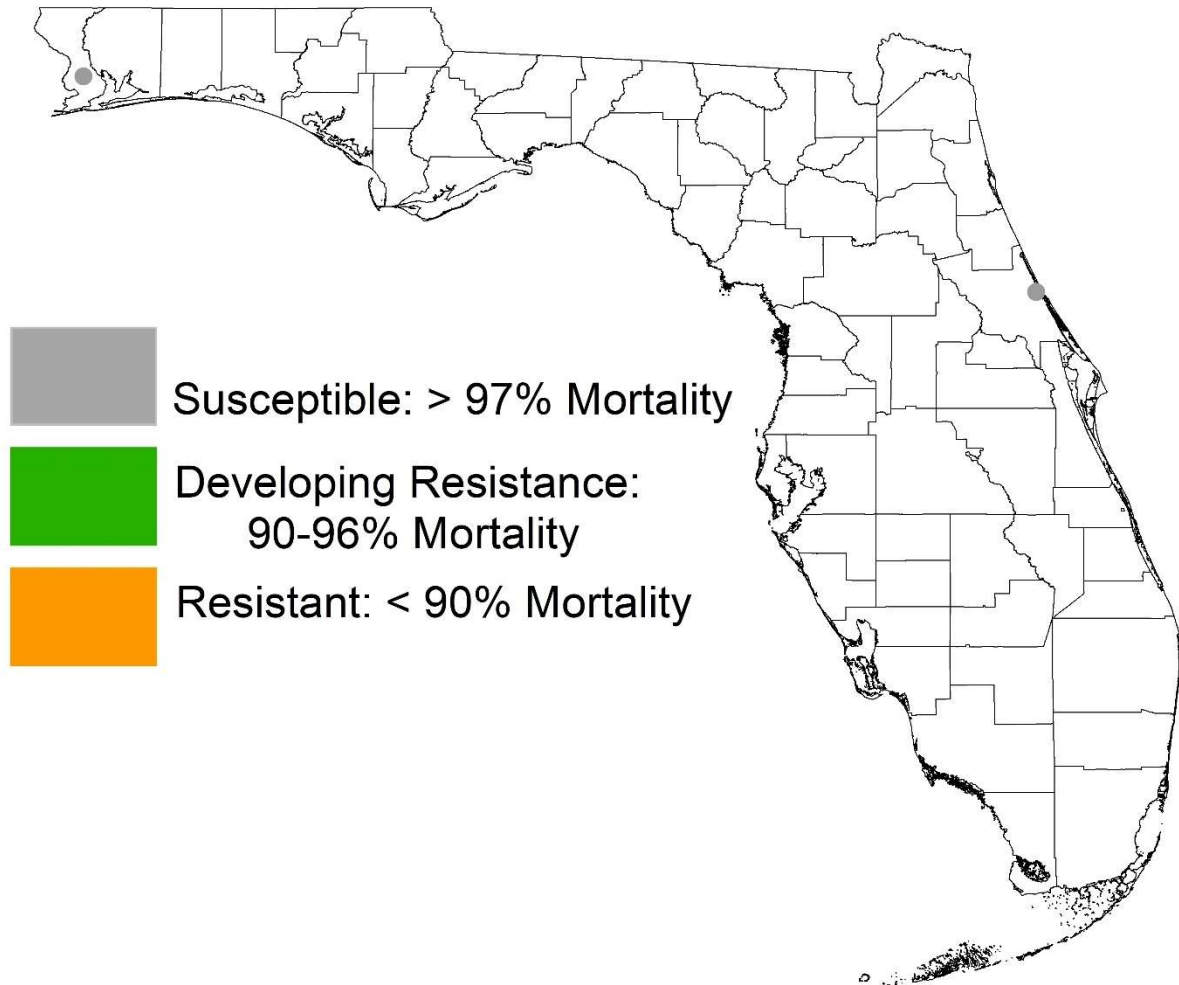 Susceptible: > 97% Mortality
Developing Resistance:
90-96% Mortality
Resistant: < 90% Mortality